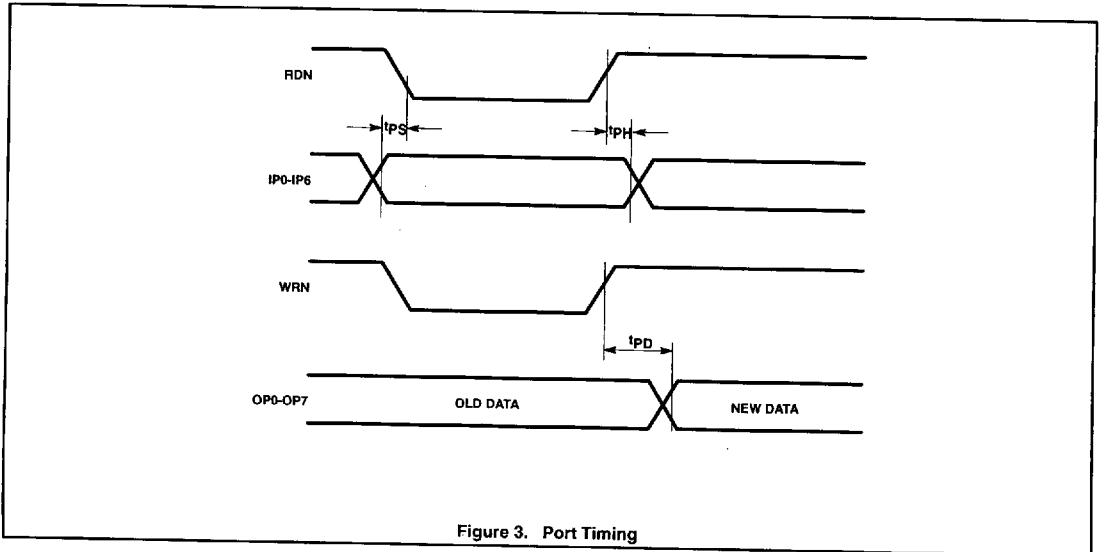 RDN
tPS
tPH
IP0-IP6
WRN
tPD
OP0-OP7 OLD DATA NEW DATA
Figure 3. Port Timing